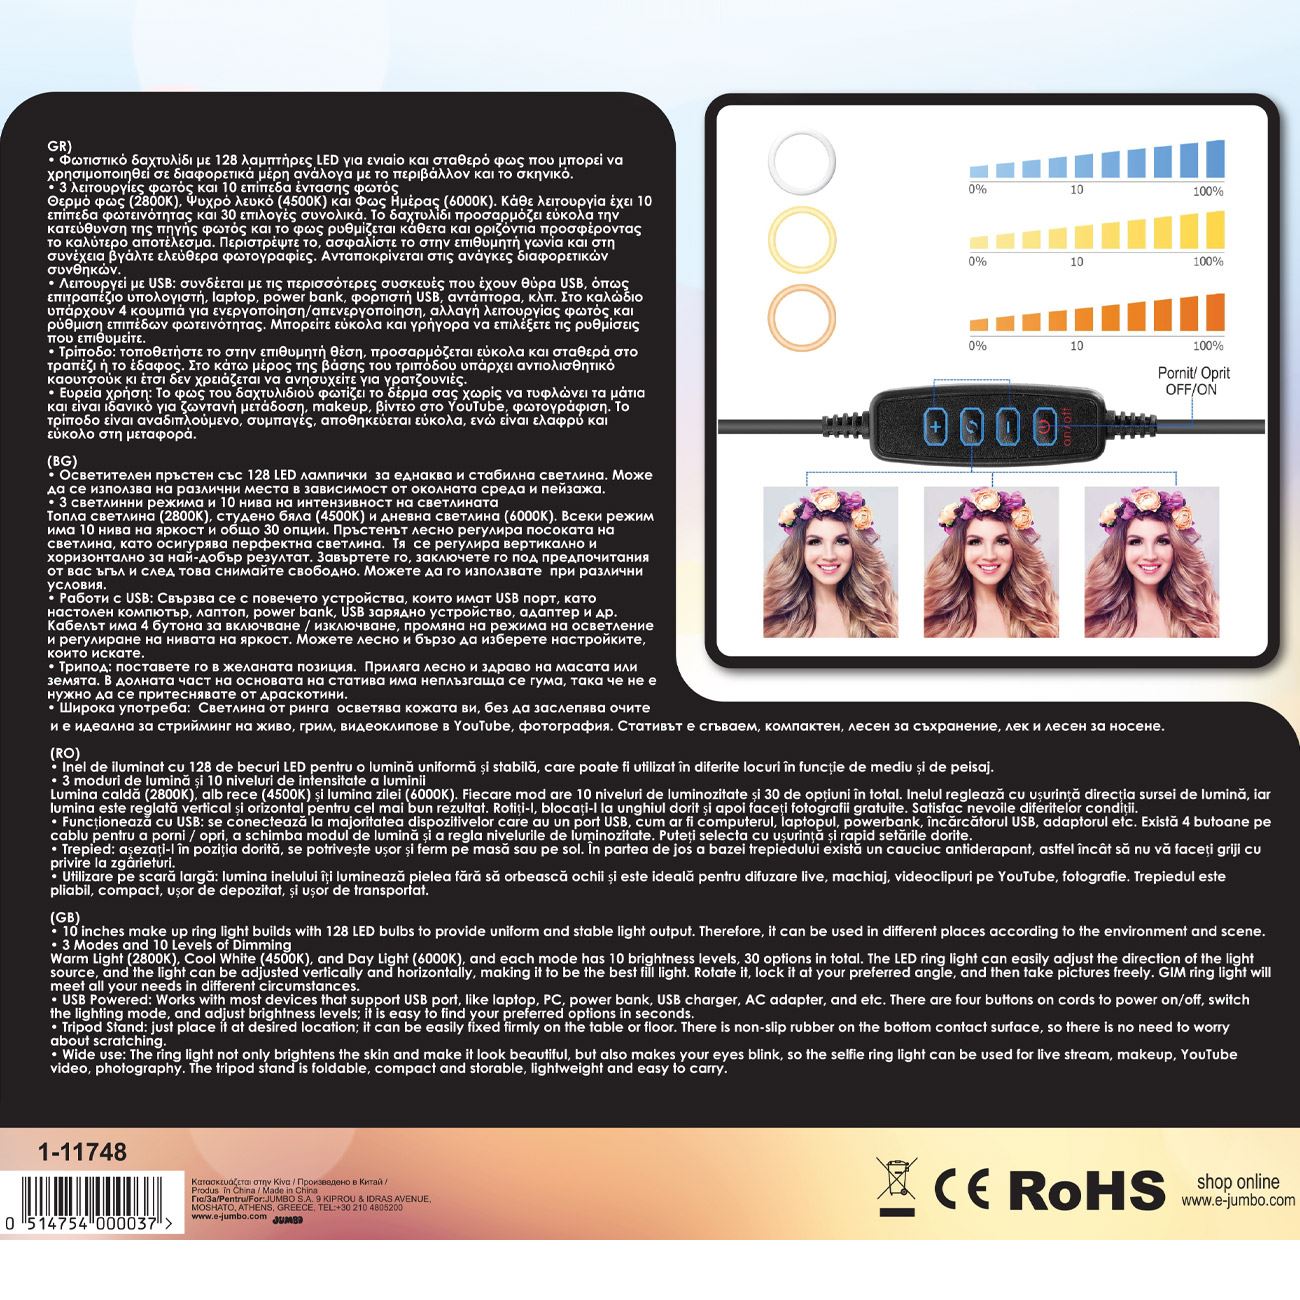 GR)
• Φωτιστικό δαχτυλίδι με 128 λαμπτήρες LED για ενιαίο και σταθερό φως που μπορεί να
χρησιμοποιηθεί σε διαφορετικά μέρη ανάλογα με το περιβάλλον και το σκηνικό.
• 3 λειτουργίες φωτός και 10 επίπεδα έντασης φωτός
Θερμό φως (2800K), Ψυχρό λευκό (4500K) και Φως Ημέρας (6000K). Κάθε λειτουργία έχει 10
επίπεδα φωτεινότητας και 30 επιλογές συνολικά. Το δαχτυλίδι προσαρμόζει εύκολα την
κατεύθυνση της πηγής φωτός και το φως ρυθμίζεται κάθετα και οριζόντια προσφέροντας
το καλύτερο αποτέλεσμα. Περιστρέψτε το, ασφαλίστε το στην επιθυμητή γωνία και στη
συνέχεια βγάλτε ελεύθερα φωτογραφίες. Ανταποκρίνεται στις ανάγκες διαφορετικών
συνθηκών.
• Λειτουργεί με USB: συνδέεται με τις περισσότερες συσκευές που έχουν θύρα USB, όπως
επιτραπέζιο υπολογιστή, laptop, power bank, φορτιστή USB, αντάπτορα, κλπ. Στο καλώδιο
υπάρχουν 4 κουμπιά για ενεργοποίηση/απενεργοποίηση, αλλαγή λειτουργίας φωτός και
ρύθμιση επιπέδων φωτεινότητας. Μπορείτε εύκολα και γρήγορα να επιλέξετε τις ρυθμίσεις
που επιθυμείτε.
• Τρίποδο: τοποθετήστε το στην επιθυμητή θέση, προσαρμόζεται εύκολα και σταθερά στο
τραπέζι ή το έδαφος. Στο κάτω μέρος της βάσης του τριπόδου υπάρχει αντιολισθητικό
καουτσούκ κι έτσι δεν χρειάζεται να ανησυχείτε για γρατζουνιές.
• Ευρεία χρήση: Το φως του δαχτυλιδιού φωτίζει το δέρμα σας χωρίς να τυφλώνει τα μάτια
και είναι ιδανικό για ζωντανή μετάδοση, makeup, βίντεο στο YouTube, φωτογράφιση. Το
τρίποδο είναι αναδιπλούμενο, συμπαγές, αποθηκεύεται εύκολα, ενώ είναι ελαφρύ και
εύκολο στη μεταφορά.
(BG)
• Осветителен пръстен със 128 LED лампички за еднаква и стабилна светлина. Може
да се използва на различни места в зависимост от околната среда и пейзажа.
• 3 светлинни режима и 10 нива на интензивност на светлината
Топла светлина (2800K), студено бяла (4500K) и дневна светлина (6000K). Всеки режим
има 10 нива на яркост и общо 30 опции. Пръстенът лесно регулира посоката на
светлина, като осигурява перфектна светлина. Тя се регулира вертикално и
хоризонтално за най-добър резултат. Завъртете го, заключете го под предпочитания
от вас ъгъл и след това снимайте свободно. Можете да го използвате при различни
условия.
• Работи с USB: Свързва се с повечето устройства, които имат USB порт, като
настолен компютър, лаптоп, power bank, USB зарядно устройство, адаптер и др.
Кабелът има 4 бутона за включване / изключване, промяна на режима на осветление
и регулиране на нивата на яркост. Можете лесно и бързо да изберете настройките,
които искате.
• Трипод: поставете го в желаната позиция. Приляга лесно и здраво на масата или
земята. В долната част на основата на статива има неплъзгаща се гума, така че не е
нужно да се притеснявате от драскотини.
• Широка употреба: Светлина от ринга осветява кожата ви, без да заслепява очите
и е идеална за стрийминг на живо, грим, видеоклипове в YouTube, фотография. Стативът е сгъваем, компактен, лесен за съхранение, лек и лесен за носене.
(RO)
• Inel de iluminat cu 128 de becuri LED pentru o lumină uniformă și stabilă, care poate fi utilizat în diferite locuri în funcție de mediu și de peisaj.
• 3 moduri de lumină și 10 niveluri de intensitate a luminii
Lumina caldă (2800K), alb rece (4500K) și lumina zilei (6000K). Fiecare mod are 10 niveluri de luminozitate și 30 de opțiuni în total. Inelul reglează cu ușurință direcția sursei de lumină, iar
lumina este reglată vertical și orizontal pentru cel mai bun rezultat. Rotiți-l, blocați-l la unghiul dorit și apoi faceți fotografii gratuite. Satisfac nevoile diferitelor condiții.
• Funcționează cu USB: se conectează la majoritatea dispozitivelor care au un port USB, cum ar fi computerul, laptopul, powerbank, încărcătorul USB, adaptorul etc. Există 4 butoane pe
cablu pentru a porni / opri, a schimba modul de lumină și a regla nivelurile de luminozitate. Puteți selecta cu ușurință și rapid setările dorite.
• Trepied: așezați-l în poziția dorită, se potrivește ușor și ferm pe masă sau pe sol. În partea de jos a bazei trepiedului există un cauciuc antiderapant, astfel încât să nu vă faceți griji cu
privire la zgârieturi.
• Utilizare pe scară largă: lumina inelului îți luminează pielea fără să orbească ochii și este ideală pentru difuzare live, machiaj, videoclipuri pe YouTube, fotografie. Trepiedul este
pliabil, compact, ușor de depozitat, și ușor de transportat.
(GB)
• 10 inches make up ring light builds with 128 LED bulbs to provide uniform and stable light output. Therefore, it can be used in different places according to the environment and scene.
• 3 Modes and 10 Levels of Dimming
Warm Light (2800K), Cool White (4500K), and Day Light (6000K), and each mode has 10 brightness levels, 30 options in total. The LED ring light can easily adjust the direction of the light
source, and the light can be adjusted vertically and horizontally, making it to be the best fill light. Rotate it, lock it at your preferred angle, and then take pictures freely. GIM ring light will
meet all your needs in different circumstances.
• USB Powered: Works with most devices that support USB port, like laptop, PC, power bank, USB charger, AC adapter, and etc. There are four buttons on cords to power on/off, switch
the lighting mode, and adjust brightness levels; it is easy to find your preferred options in seconds.
• Tripod Stand: just place it at desired location; it can be easily fixed firmly on the table or floor. There is non-slip rubber on the bottom contact surface, so there is no need to worry
about scratching.
• Wide use: The ring light not only brightens the skin and make it look beautiful, but also makes your eyes blink, so the selfie ring light can be used for live stream, makeup, YouTube
video, photography. The tripod stand is foldable, compact and storable, lightweight and easy to carry.
0% 10 100%
0% 10 100%
0% 10 100%
Pornit/ Oprit
OFF/ON
+ − on/off
1-11748
0 514754 000037 >
Κατασκευάζεται στην Κίνα / Произведено в Китай /
Produs în China / Made in China
Για/За/Pentru/For:JUMBO S.A. 9 KIPROU & IDRAS AVENUE,
MOSHATO, ATHENS, GREECE, TEL:+30 210 4805200
www.e-jumbo.com JUMBO
CE RoHS
shop online
www.e-jumbo.com